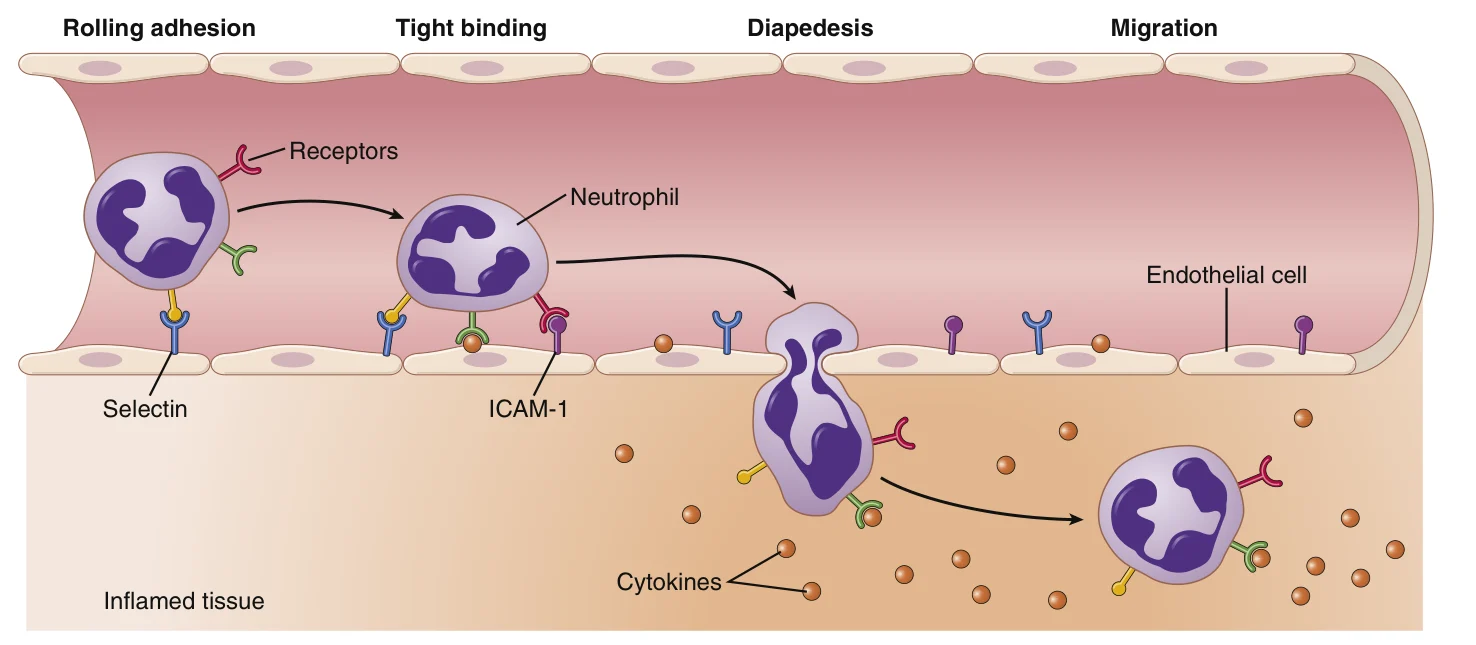 Rolling adhesion
Tight binding
Diapedesis
Migration
Receptors
Neutrophil
Endothelial cell
Selectin
ICAM-1
Cytokines
Inflamed tissue